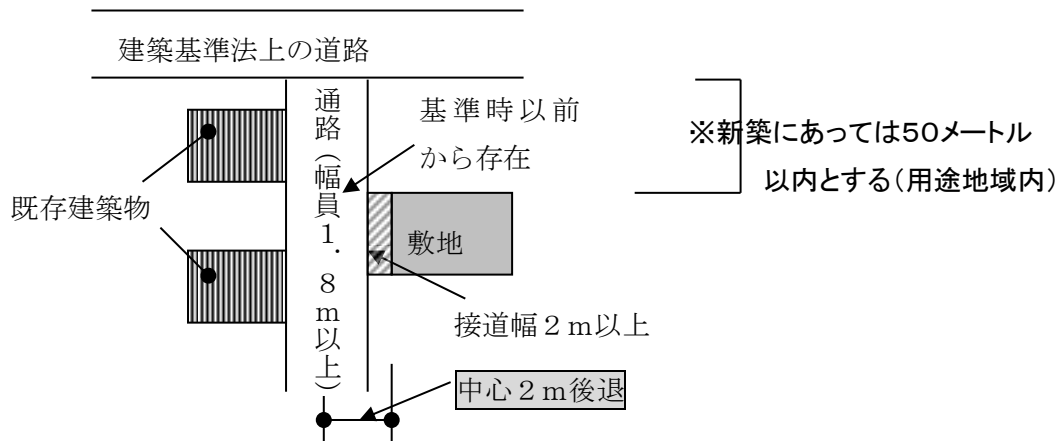 建築基準法上の道路
通路（幅員１．８ｍ以上）
基準時以前
から存在
※新築にあっては５０メートル
以内とする（用途地域内）
既存建築物
敷地
接道幅２ｍ以上
中心２ｍ後退